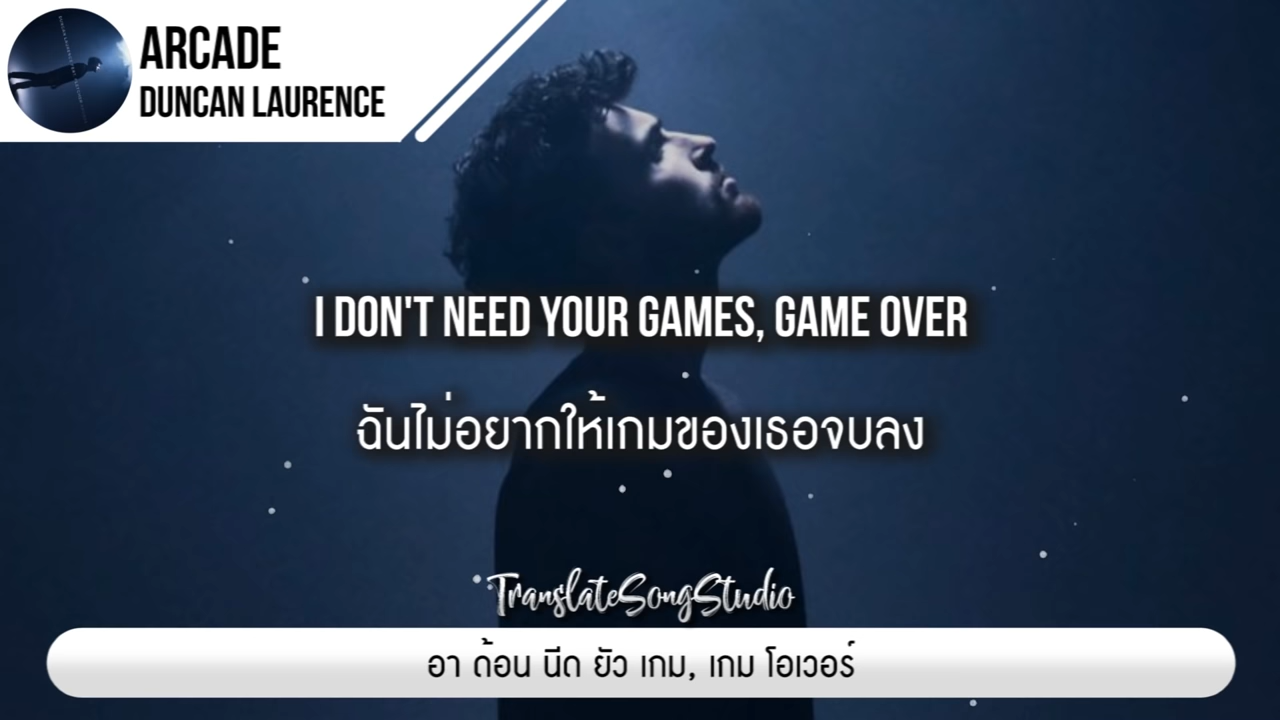 ARCADE
DUNCAN LAURENCE
I DON'T NEED YOUR GAMES, GAME OVER
ฉันไม่อยากให้เกมของเธอจบลง
TranslateSongStudio
อา ด้อน นีด ยัว เกม, เกม โอเวอร์